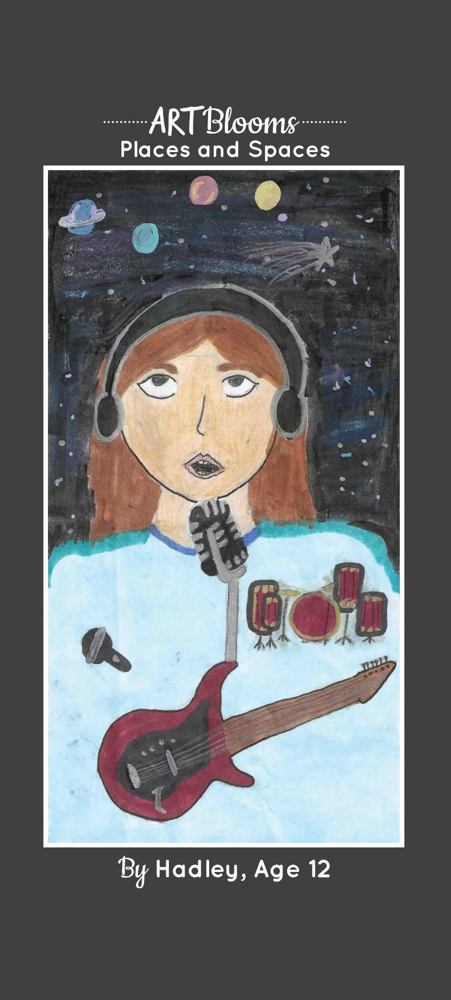 ART Blooms
Places and Spaces
By Hadley, Age 12